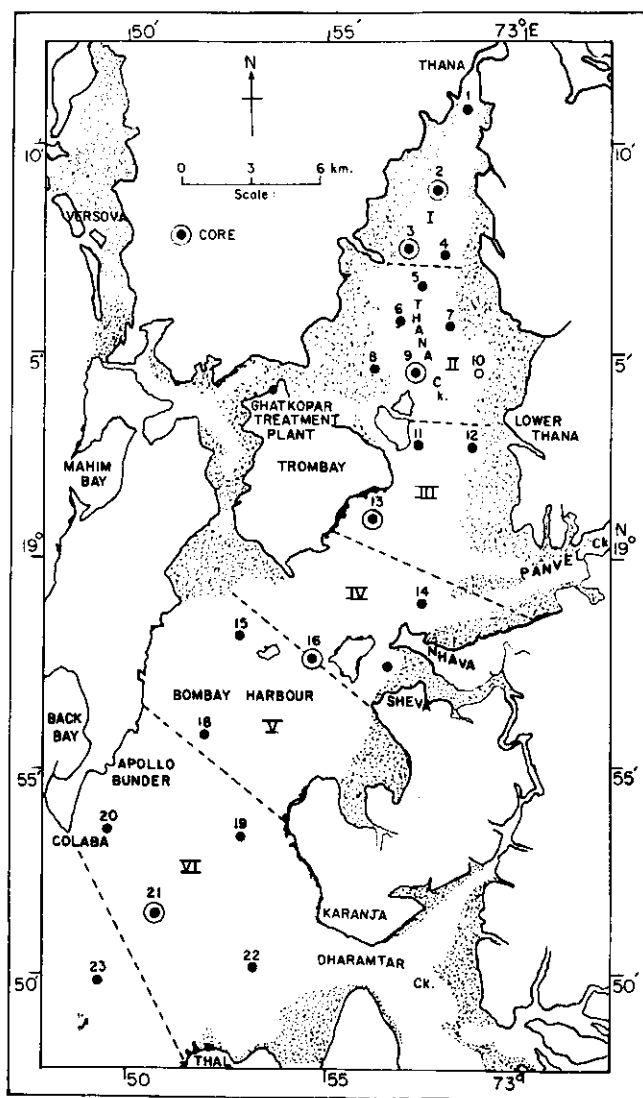 50′ 55′ 73° E
THANA
N
1
10′ 10′
0 3 6 km.
Scale :
2
I
VERSOVA
CORE
3 4
5
THANA
6 7
5′ 5′
8 9 II 10
Ck.
GHATKOPAR
TREATMENT
PLANT
LOWER
THANA
11 12
MAHIM
BAY
TROMBAY
III
13
N
19° 19°
Ck.
PANVE
IV
14
15
16
NHAVA
SHEVA
BOMBAY HARBOUR
BACK
BAY
18 V
55′ 55′
APOLLO
BUNDER
20 19
COLABA
VI
21
KARANJA
DHARAMTAR
22
Ck.
23
50′ 50′
THAL
50 55 73°